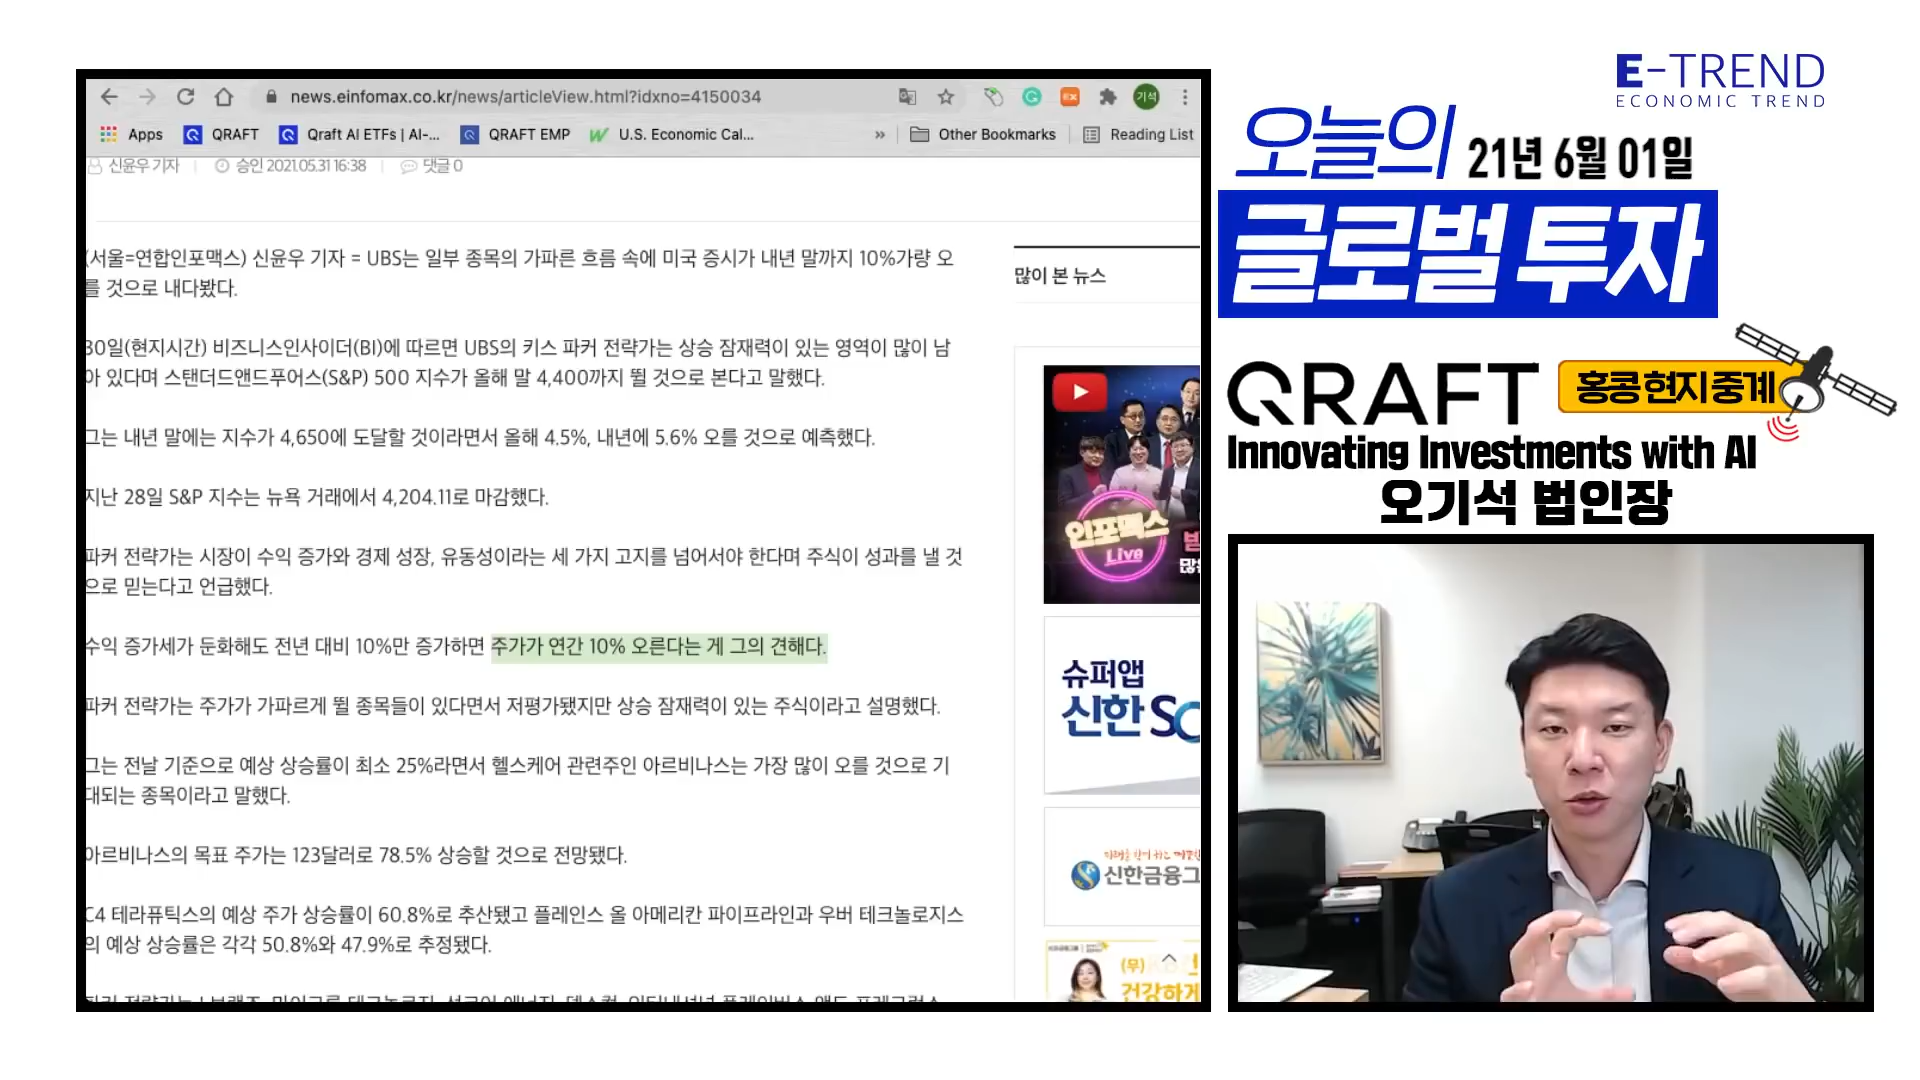 news.einfomax.co.kr/news/articleView.html?idxno=4150034
EX
기석
Apps
QRAFT
Qraft AI ETFs | AI-...
QRAFT EMP
U.S. Economic Cal...
»
Other Bookmarks
Reading List
신윤우 기자 | 승인 2021.05.31 16:38 | 댓글 0
(서울=연합인포맥스) 신윤우 기자 = UBS는 일부 종목의 가파른 흐름 속에 미국 증시가 내년 말까지 10%가량 오
를 것으로 내다봤다.
30일(현지시간) 비즈니스인사이더(BI)에 따르면 UBS의 키스 파커 전략가는 상승 잠재력이 있는 영역이 많이 남
아 있다며 스탠더드앤드푸어스(S&P) 500 지수가 올해 말 4,400까지 뛸 것으로 본다고 말했다.
그는 내년 말에는 지수가 4,650에 도달할 것이라면서 올해 4.5%, 내년에 5.6% 오를 것으로 예측했다.
지난 28일 S&P 지수는 뉴욕 거래에서 4,204.11로 마감했다.
파커 전략가는 시장이 수익 증가와 경제 성장, 유동성이라는 세 가지 고지를 넘어서야 한다며 주식이 성과를 낼 것
으로 믿는다고 언급했다.
수익 증가세가 둔화해도 전년 대비 10%만 증가하면 주가가 연간 10% 오른다는 게 그의 견해다.
파커 전략가는 주가가 가파르게 뛸 종목들이 있다면서 저평가됐지만 상승 잠재력이 있는 주식이라고 설명했다.
그는 전날 기준으로 예상 상승률이 최소 25%라면서 헬스케어 관련주인 아르비나스는 가장 많이 오를 것으로 기
대되는 종목이라고 말했다.
아르비나스의 목표 주가는 123달러로 78.5% 상승할 것으로 전망됐다.
C4 테라퓨틱스의 예상 주가 상승률이 60.8%로 추산됐고 플레인스 올 아메리칸 파이프라인과 우버 테크놀로지스
의 예상 상승률은 각각 50.8%와 47.9%로 추정됐다.
많이 본 뉴스
인포맥스
Live
슈퍼앱
신한 SO
신한금융그
(무)
건강하게
E-TREND
ECONOMIC TREND
오늘의 21년 6월 01일
글로벌 투자
QRAFT 홍콩 현지 중계
Innovating Investments with AI
오기석 법인장